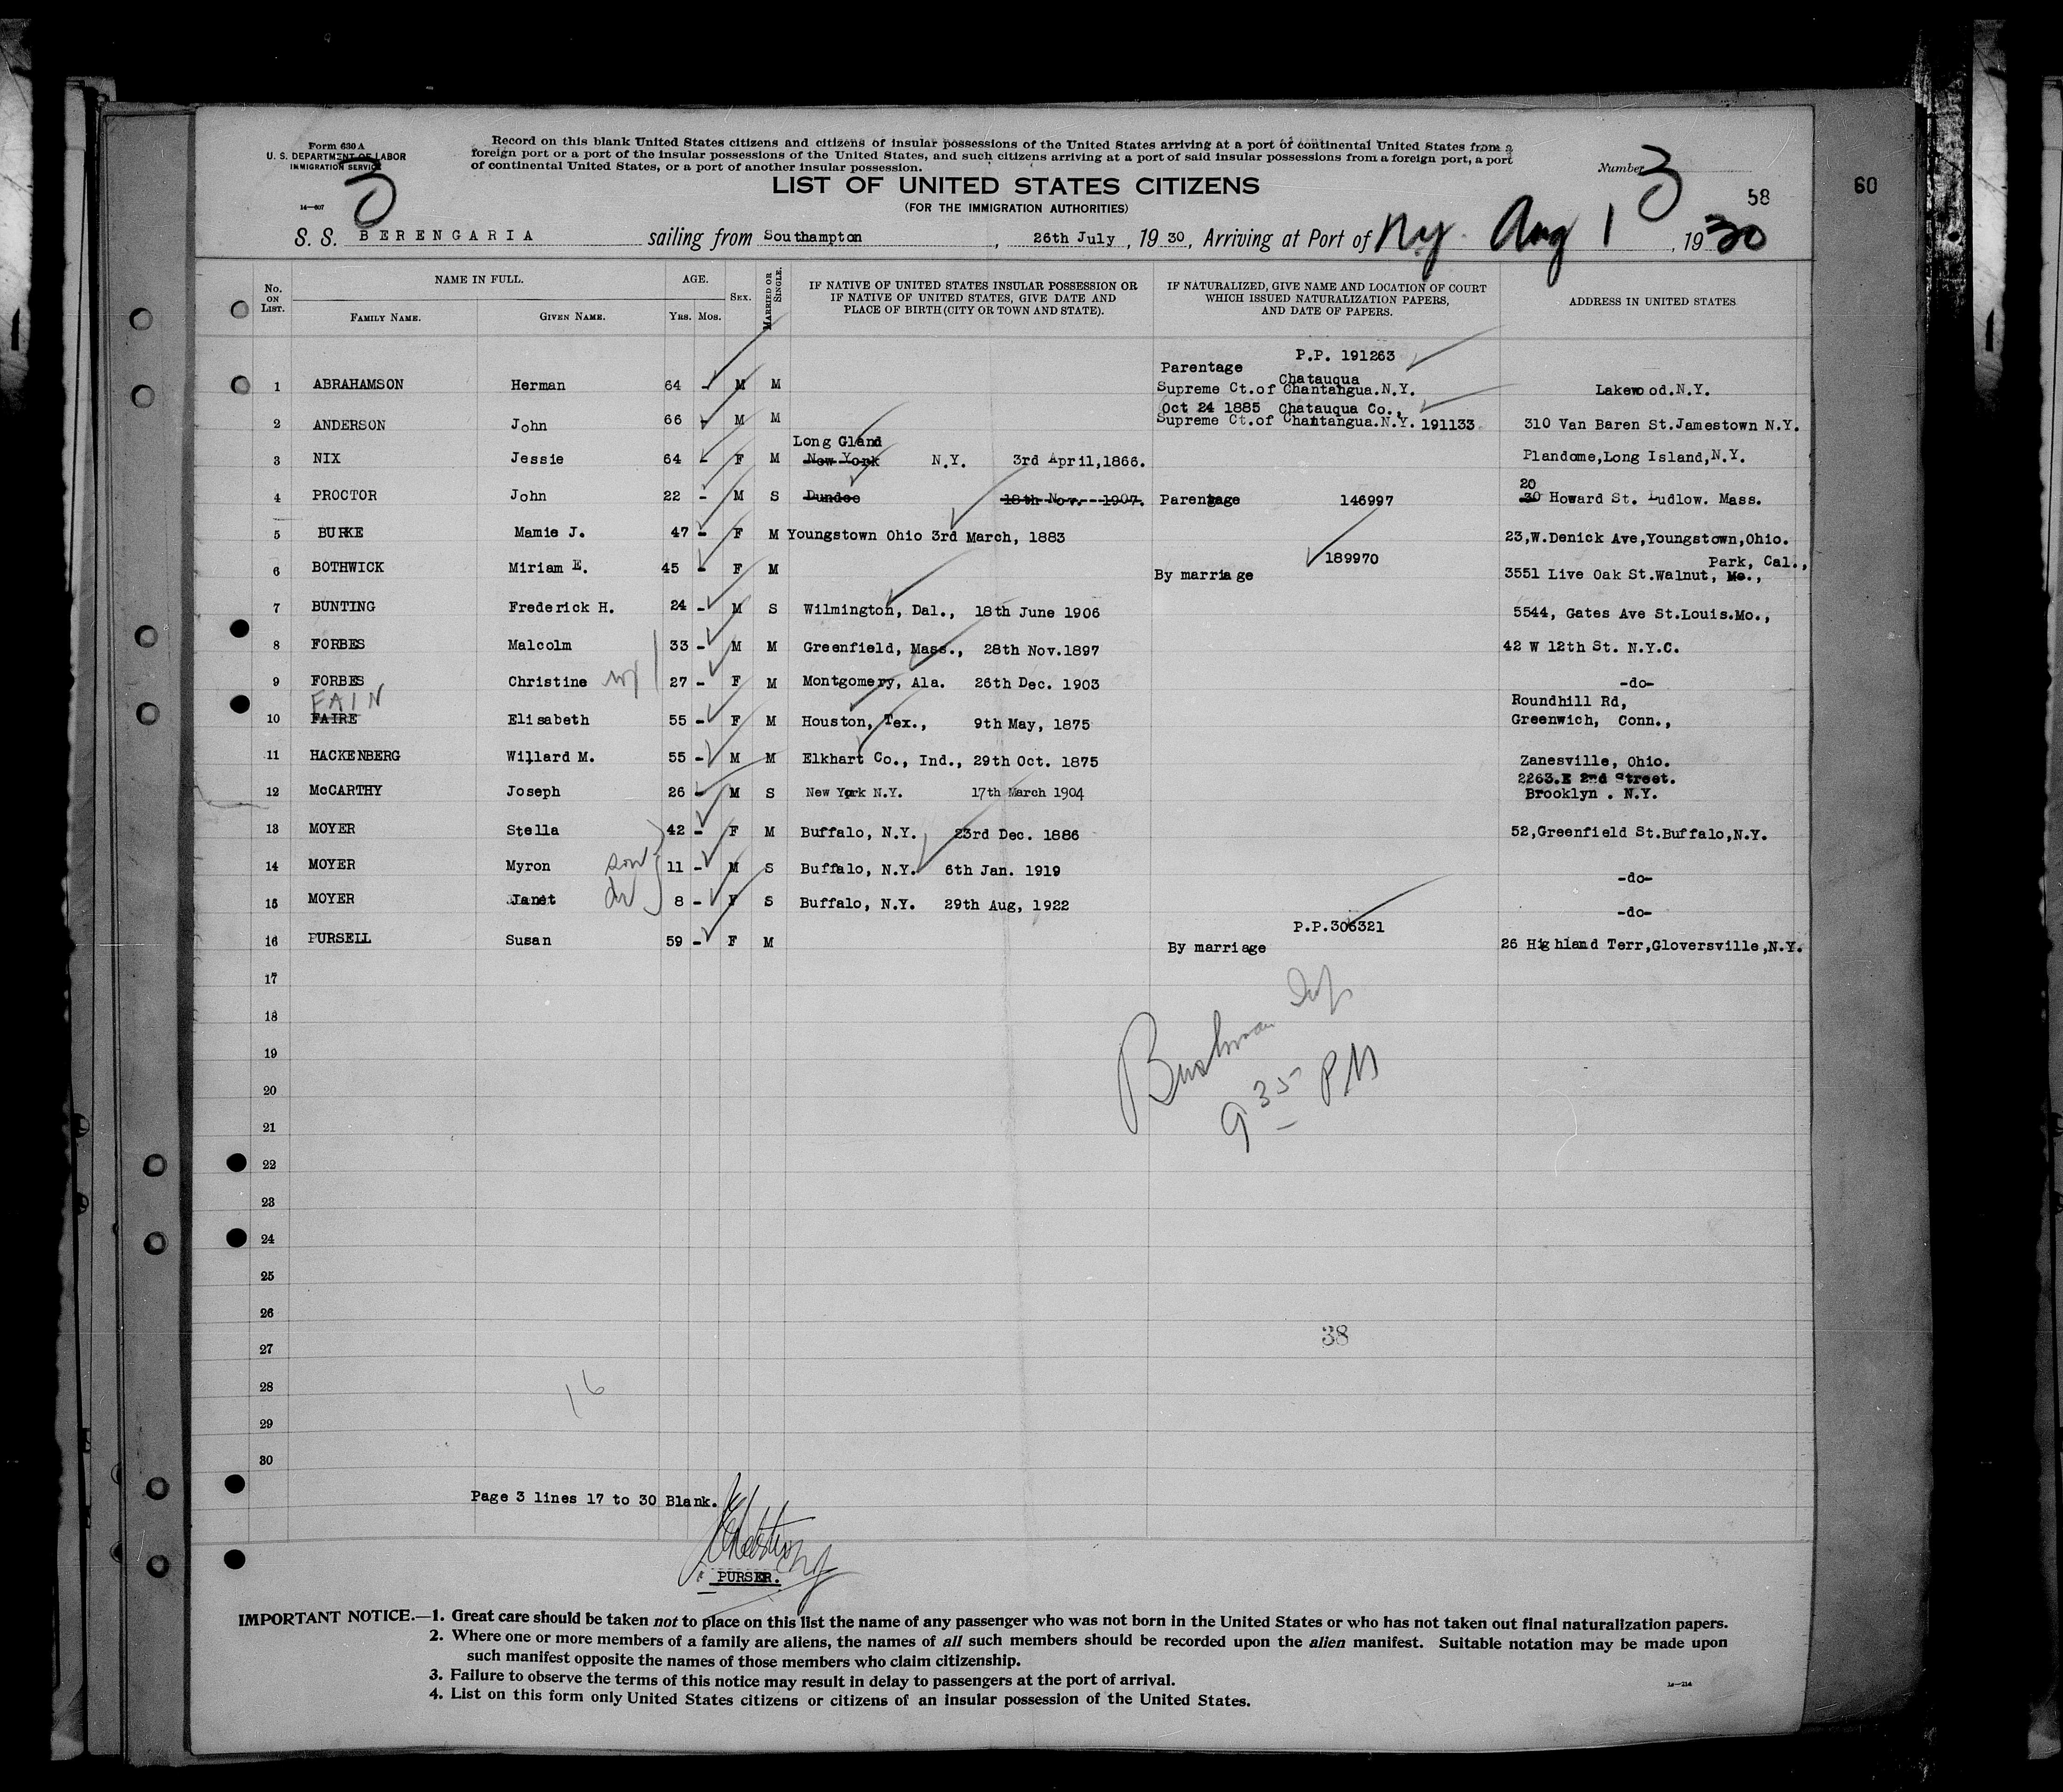 Form 630 A
U. S. DEPARTMENT OF LABOR
IMMIGRATION SERVICE
14—607
3
Record on this blank United States citizens and citizens of insular possessions of the United States arriving at a port of continental United States from a
foreign port or a port of the insular possessions of the United States, and such citizens arriving at a port of said insular possessions from a foreign port, a port
of continental United States, or a port of another insular possession.
Number 3
58
60
LIST OF UNITED STATES CITIZENS
(FOR THE IMMIGRATION AUTHORITIES)
S. S. BERENGARIA sailing from Southampton, 26th July, 1930, Arriving at Port of Ny. Aug 1, 1930
No. ON LIST. NAME IN FULL. FAMILY NAME. GIVEN NAME. AGE. YRS. MOS. SEX. MARRIED OR SINGLE. IF NATIVE OF UNITED STATES INSULAR POSSESSION OR IF NATIVE OF UNITED STATES, GIVE DATE AND PLACE OF BIRTH (CITY OR TOWN AND STATE). IF NATURALIZED, GIVE NAME AND LOCATION OF COURT WHICH ISSUED NATURALIZATION PAPERS, AND DATE OF PAPERS. ADDRESS IN UNITED STATES
P.P. 191263
Parentage
Chatauqua
1 ABRAHAMSON Herman 64 - M M Supreme Ct.of Chantangua.N.Y. Lakewood.N.Y.
Oct 24 1885 Chatauqua Co.,
2 ANDERSON John 66 - M M Supreme Ct.of Chantangua.N.Y. 191133 310 Van Baren St.Jamestown N.Y.
Long Gland
3 NIX Jessie 64 - F M New York N.Y. 3rd April,1866. Plandome,Long Island,N.Y.
20
4 PROCTOR John 22 - M S Dundee 18th Nov. 1907. Parentage 146997 30 Howard St. Ludlow. Mass.
5 BURKE Mamie J. 47 - F M Youngstown Ohio 3rd March, 1883 23,W.Denick Ave,Youngstown,Ohio.
189970 Park, Cal.,
6 BOTHWICK Miriam E. 45 - F M By marriage 3551 Live Oak St.Walnut, Mo.,
7 BUNTING Frederick H. 24 - M S Wilmington, Dal., 18th June 1906 5544, Gates Ave St.Louis.Mo.,
8 FORBES Malcolm 33 - M M Greenfield, Mass., 28th Nov.1897 42 W 12th St. N.Y.C.
9 FORBES Christine wf 27 - F M Montgomery, Ala. 26th Dec. 1903 -do-
FAIN Roundhill Rd,
10 FAIRE Elisabeth 55 - F M Houston, Tex., 9th May, 1875 Greenwich, Conn.,
11 HACKENBERG Willard M. 55 - M M Elkhart Co., Ind., 29th Oct. 1875 Zanesville, Ohio.
2263.E 2nd Street.
12 McCARTHY Joseph 26 - M S New York N.Y. 17th March 1904 Brooklyn . N.Y.
13 MOYER Stella 42 - F M Buffalo, N.Y. 23rd Dec. 1886 52,Greenfield St.Buffalo,N.Y.
14 MOYER Myron son 11 - M S Buffalo, N.Y. 6th Jan. 1919 -do-
15 MOYER Janet dr 8 - F S Buffalo, N.Y. 29th Aug, 1922 -do-
P.P.306321
16 PURSELL Susan 59 - F M By marriage 26 Highland Terr,Gloversville,N.Y.
17
18
19
20
21
22
23
24
25
26
27
28
29
30
Bushman
9 35 PM
38
16
Page 3 lines 17 to 30 Blank.
PURSER.
IMPORTANT NOTICE.—1. Great care should be taken not to place on this list the name of any passenger who was not born in the United States or who has not taken out final naturalization papers.
2. Where one or more members of a family are aliens, the names of all such members should be recorded upon the alien manifest. Suitable notation may be made upon
such manifest opposite the names of those members who claim citizenship.
3. Failure to observe the terms of this notice may result in delay to passengers at the port of arrival.
4. List on this form only United States citizens or citizens of an insular possession of the United States.
14—214